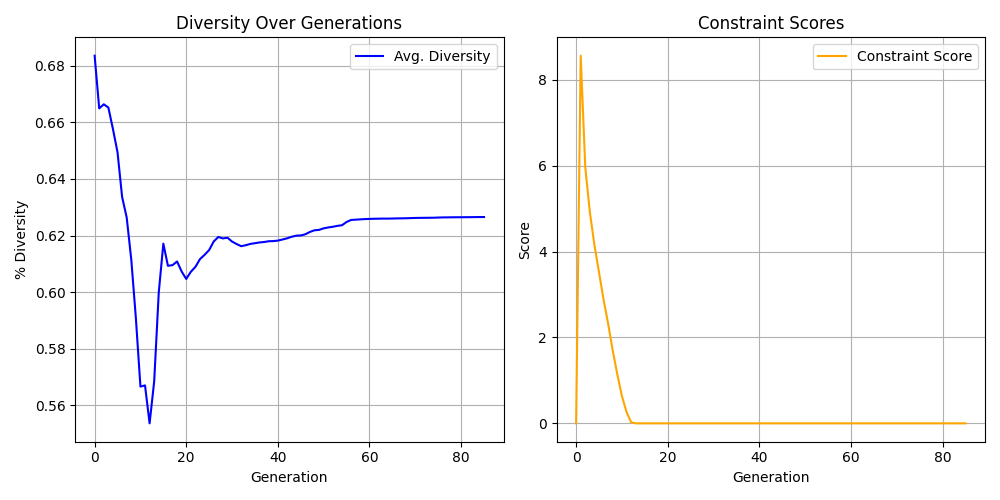 Diversity Over Generations
Avg. Diversity
% Diversity
0.68
0.66
0.64
0.62
0.60
0.58
0.56
0 20 40 60 80
Generation
Constraint Scores
Constraint Score
Score
8
6
4
2
0
0 20 40 60 80
Generation